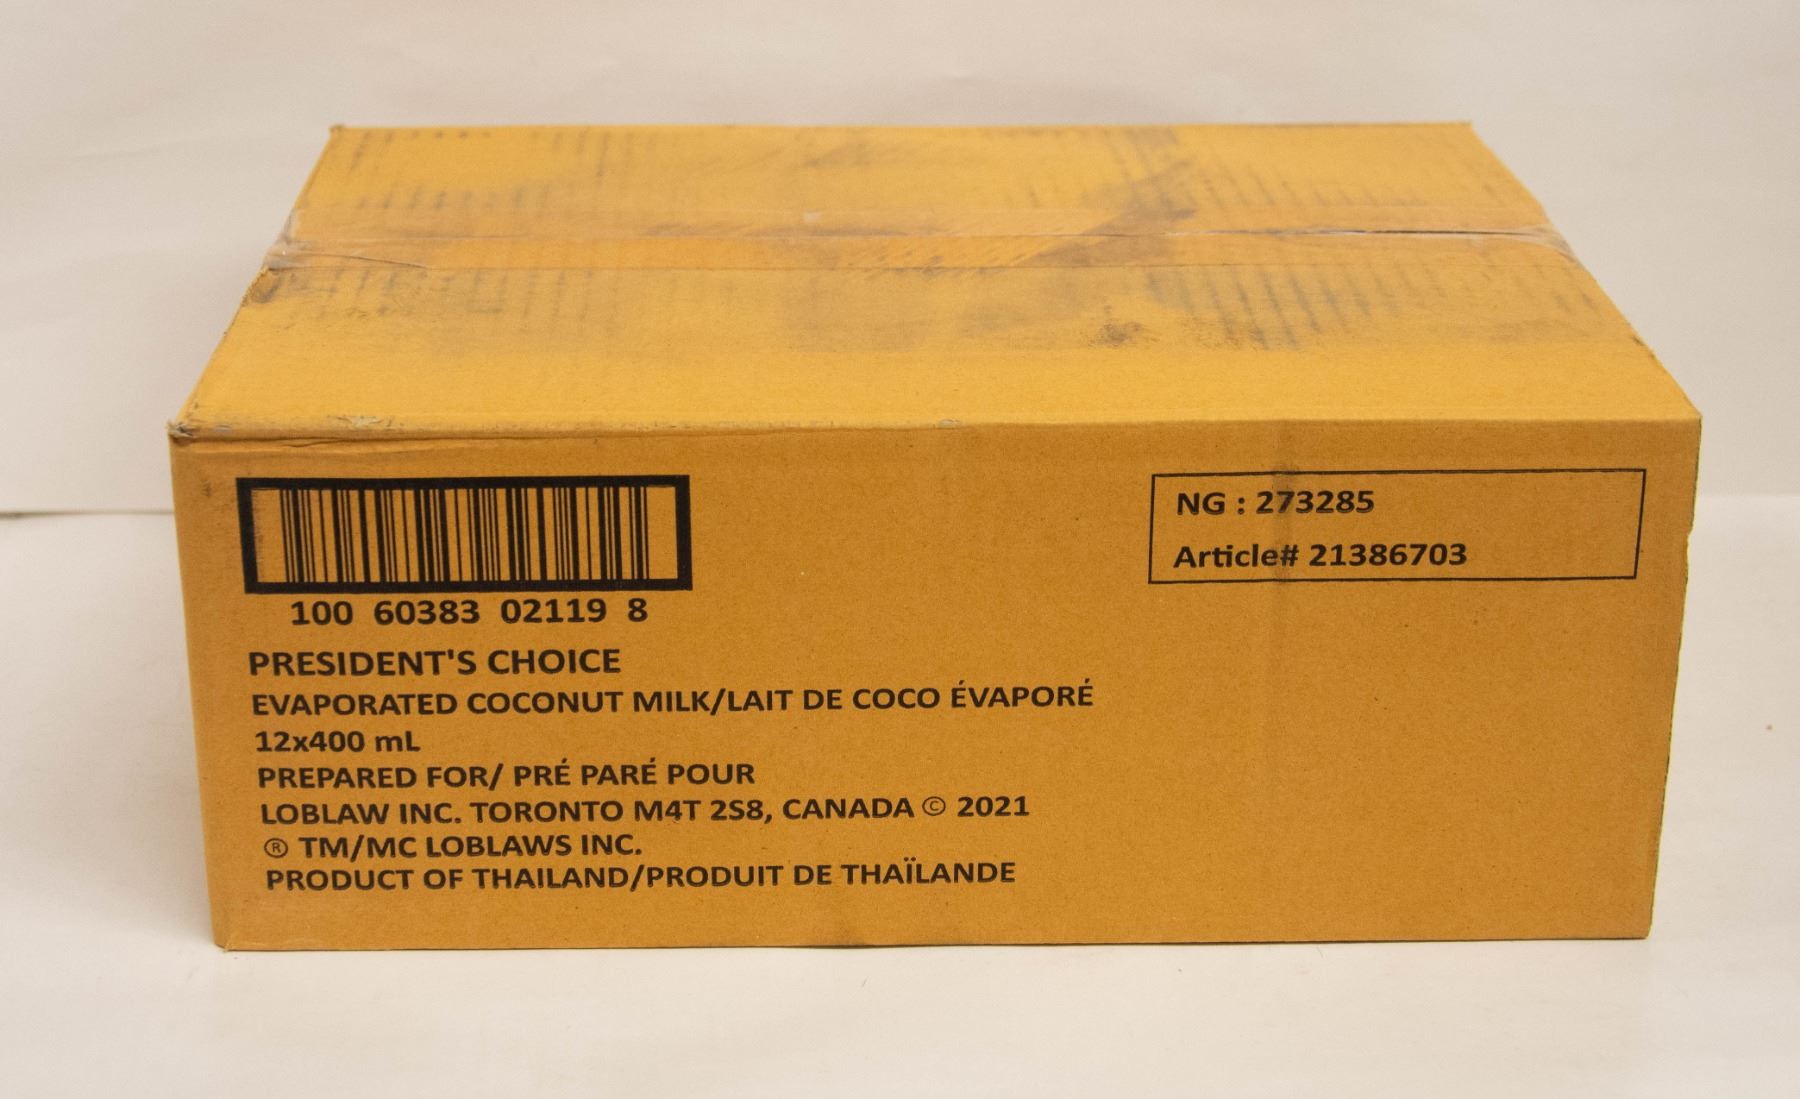 100 60383 02119 8
NG : 273285
Article# 21386703
PRESIDENT'S CHOICE
EVAPORATED COCONUT MILK/LAIT DE COCO ÉVAPORÉ
12x400 mL
PREPARED FOR/ PRÉ PARÉ POUR
LOBLAW INC. TORONTO M4T 2S8, CANADA © 2021
® TM/MC LOBLAWS INC.
PRODUCT OF THAILAND/PRODUIT DE THAÏLANDE